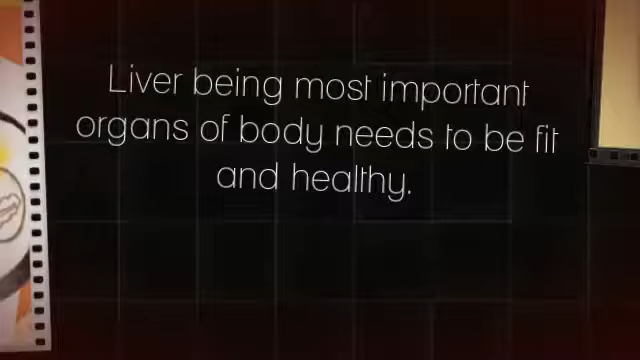 Liver being most important
organs of body needs to be fit
and healthy.